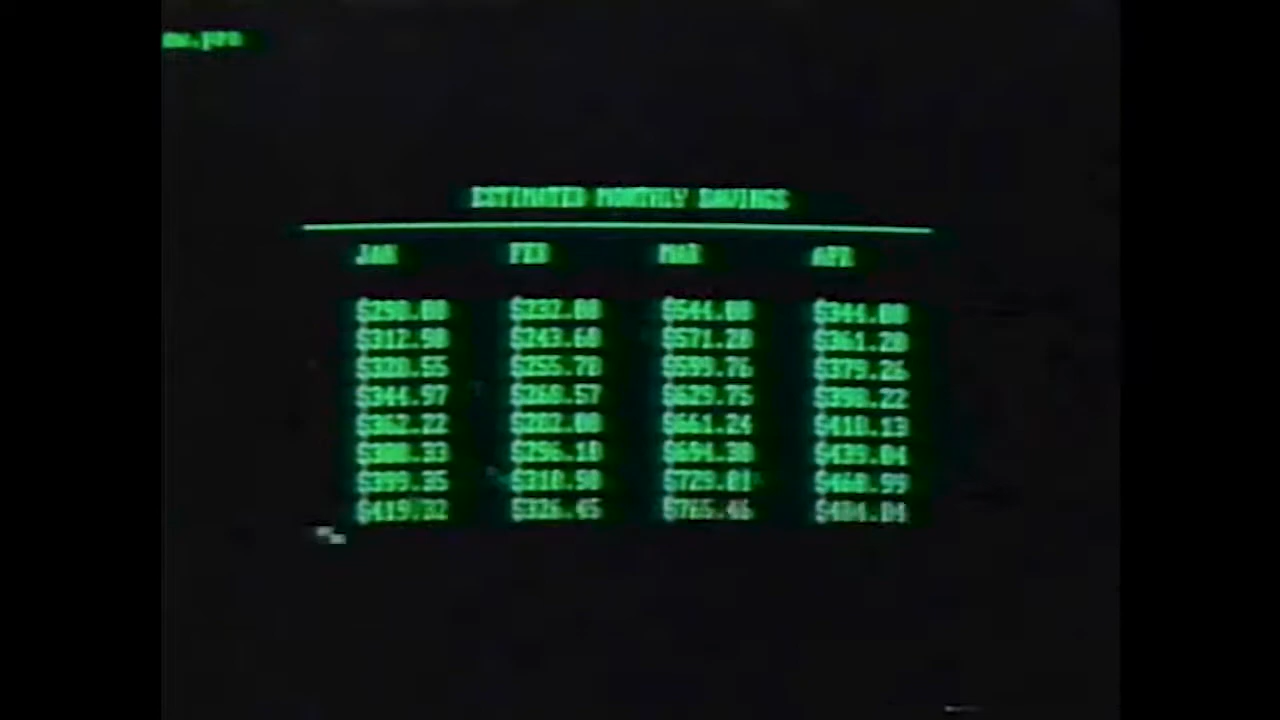 ESTIMATED MONTHLY SAVINGS
JAN FEB MAR APR
$298.00 $232.00 $544.00 $344.00
$312.90 $243.60 $571.20 $361.20
$328.55 $255.78 $599.76 $379.26
$344.97 $268.57 $629.75 $398.22
$362.22 $282.00 $661.24 $418.13
$380.33 $296.10 $694.30 $439.04
$399.35 $310.90 $729.01 $460.99
$419.32 $326.45 $765.46 $484.04